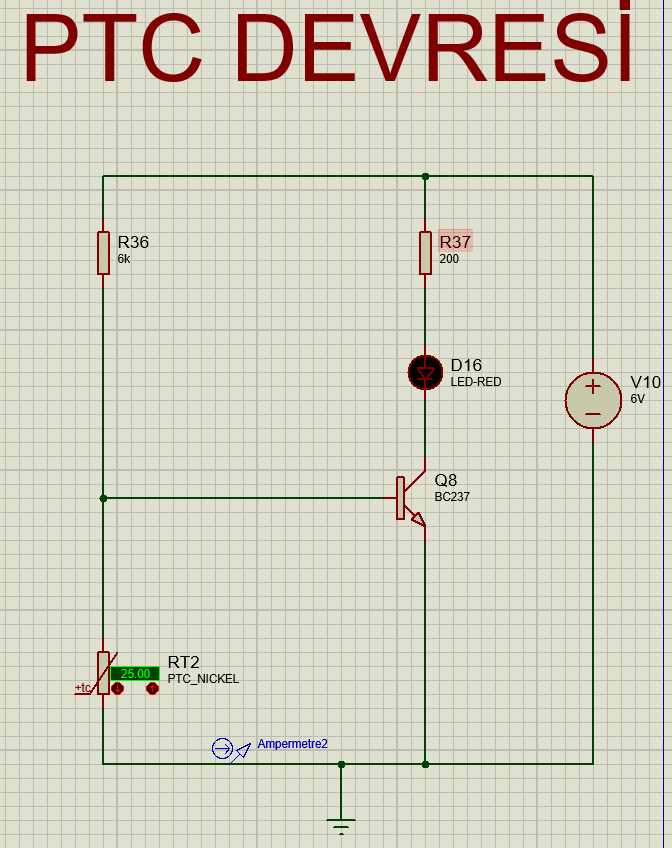 PTC DEVRESİ
R36
6k
R37
200
D16
LED-RED
V10
6V
Q8
BC237
RT2
PTC_NICKEL
25.00
+tc
Ampermetre2